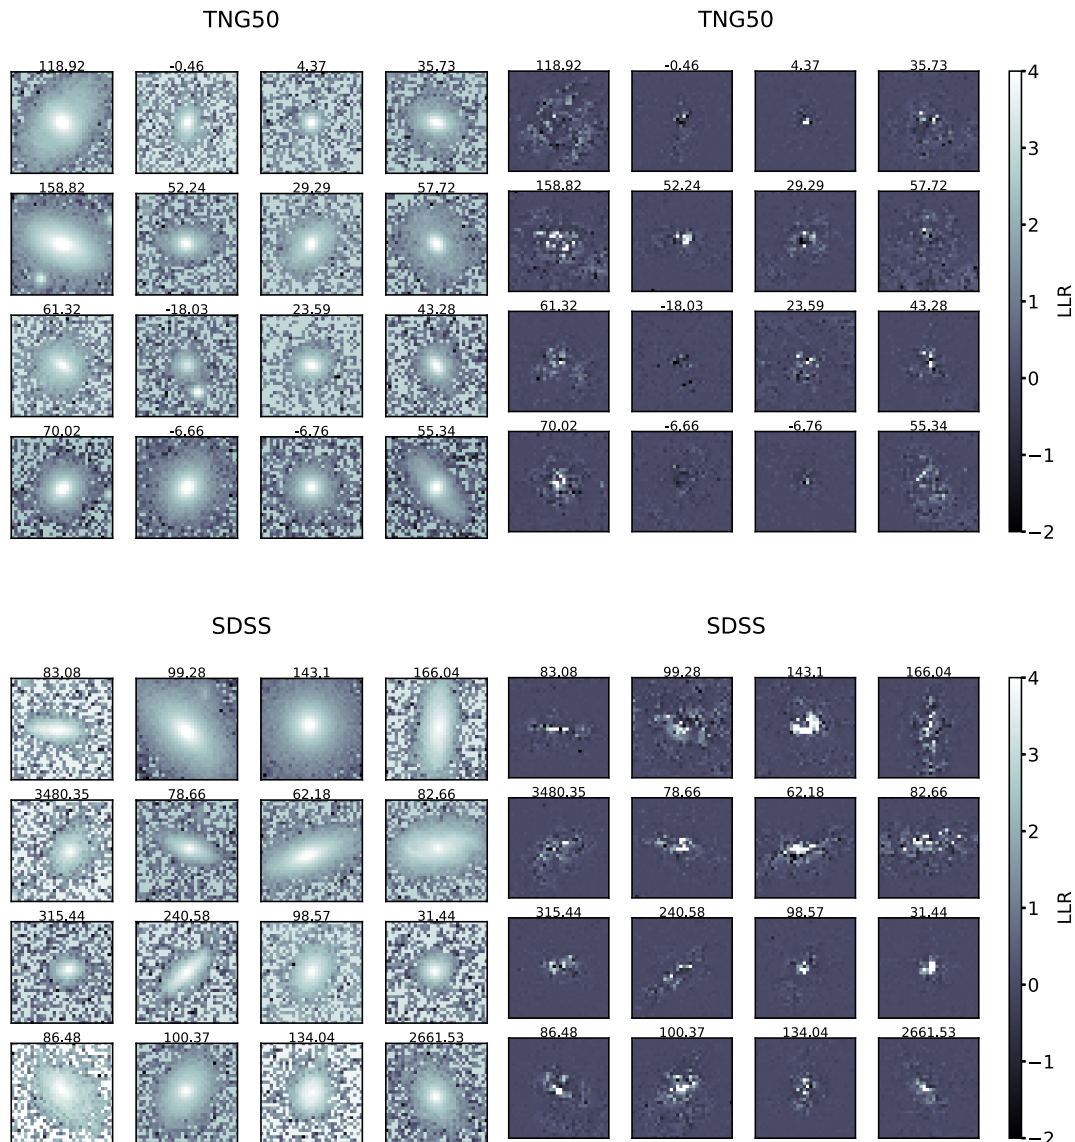 TNG50 TNG50
118.92 -0.46 4.37 35.73 118.92 -0.46 4.37 35.73 4
158.82 52.24 29.29 57.72 158.82 52.24 29.29 57.72 3
2
1 LLR
61.32 -18.03 23.59 43.28 61.32 -18.03 23.59 43.28
0
70.02 -6.66 -6.76 55.34 70.02 -6.66 -6.76 55.34
−1
−2
SDSS SDSS
83.08 99.28 143.1 166.04 83.08 99.28 143.1 166.04 4
3480.35 78.66 62.18 82.66 3480.35 78.66 62.18 82.66 3
2
1 LLR
315.44 240.58 98.57 31.44 315.44 240.58 98.57 31.44
0
86.48 100.37 134.04 2661.53 86.48 100.37 134.04 2661.53
−1
−2